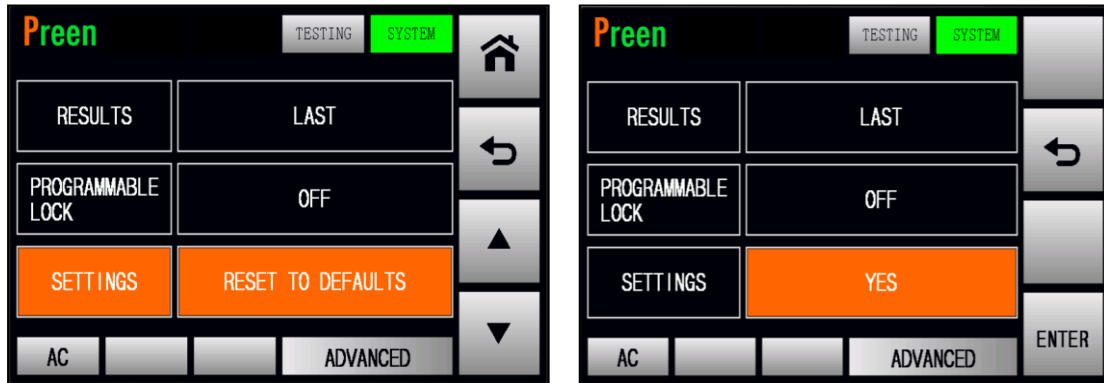 Preen
TESTING
SYSTEM
RESULTS
LAST
PROGRAMMABLE
LOCK
OFF
SETTINGS
RESET TO DEFAULTS
AC
ADVANCED
Preen
TESTING
SYSTEM
RESULTS
LAST
PROGRAMMABLE
LOCK
OFF
SETTINGS
YES
ENTER
AC
ADVANCED